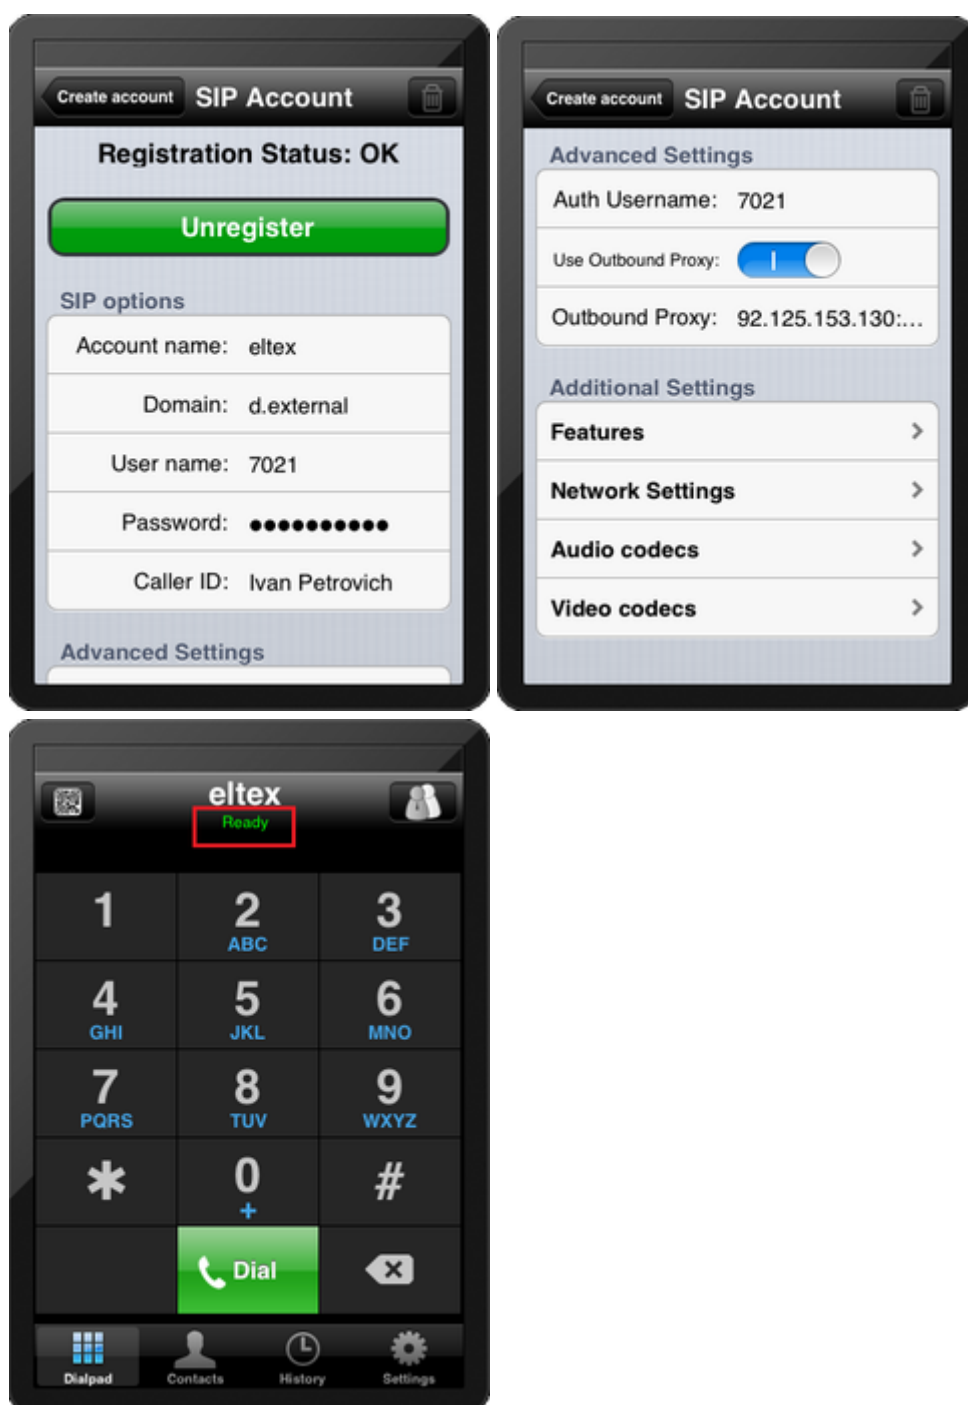 Create account
SIP Account
Registration Status: OK
Unregister
SIP options
Account name: eltex
Domain: d.external
User name: 7021
Password: ●●●●●●●●●●
Caller ID: Ivan Petrovich
Advanced Settings
Create account
SIP Account
Advanced Settings
Auth Username: 7021
Use Outbound Proxy:
Outbound Proxy: 92.125.153.130:...
Additional Settings
Features
Network Settings
Audio codecs
Video codecs
eltex
Ready
1 2 3
ABC DEF
4 5 6
GHI JKL MNO
7 8 9
PQRS TUV WXYZ
* 0 #
+
Dial
Dialpad Contacts History Settings